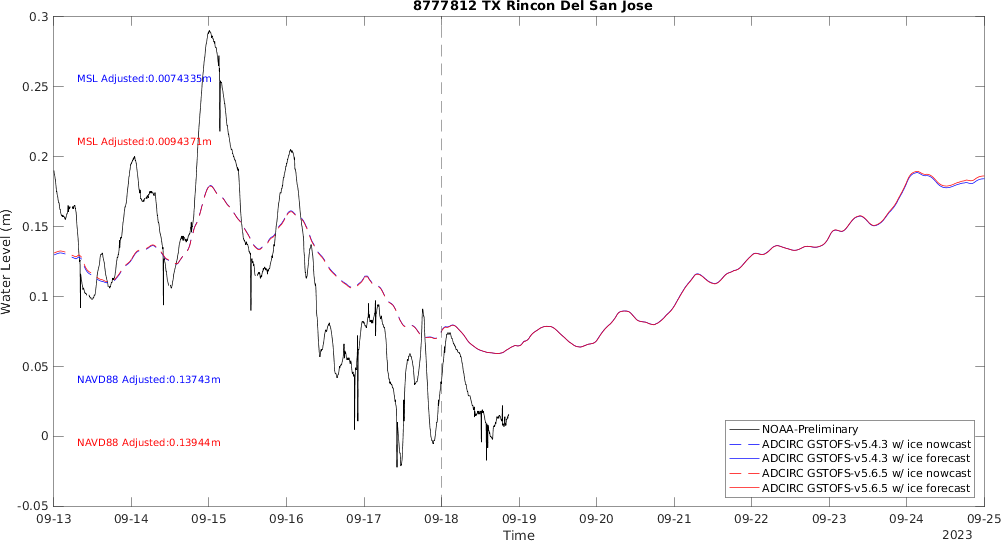 8777812 TX Rincon Del San Jose
0.3
0.25
0.2
0.15
0.1
0.05
0
-0.05
Water Level (m)
MSL Adjusted:0.0074335m
MSL Adjusted:0.0094371m
NAVD88 Adjusted:0.13743m
NAVD88 Adjusted:0.13944m
NOAA-Preliminary
ADCIRC GSTOFS-v5.4.3 w/ ice nowcast
ADCIRC GSTOFS-v5.4.3 w/ ice forecast
ADCIRC GSTOFS-v5.6.5 w/ ice nowcast
ADCIRC GSTOFS-v5.6.5 w/ ice forecast
09-13 09-14 09-15 09-16 09-17 09-18 09-19 09-20 09-21 09-22 09-23 09-24 09-25
Time
2023